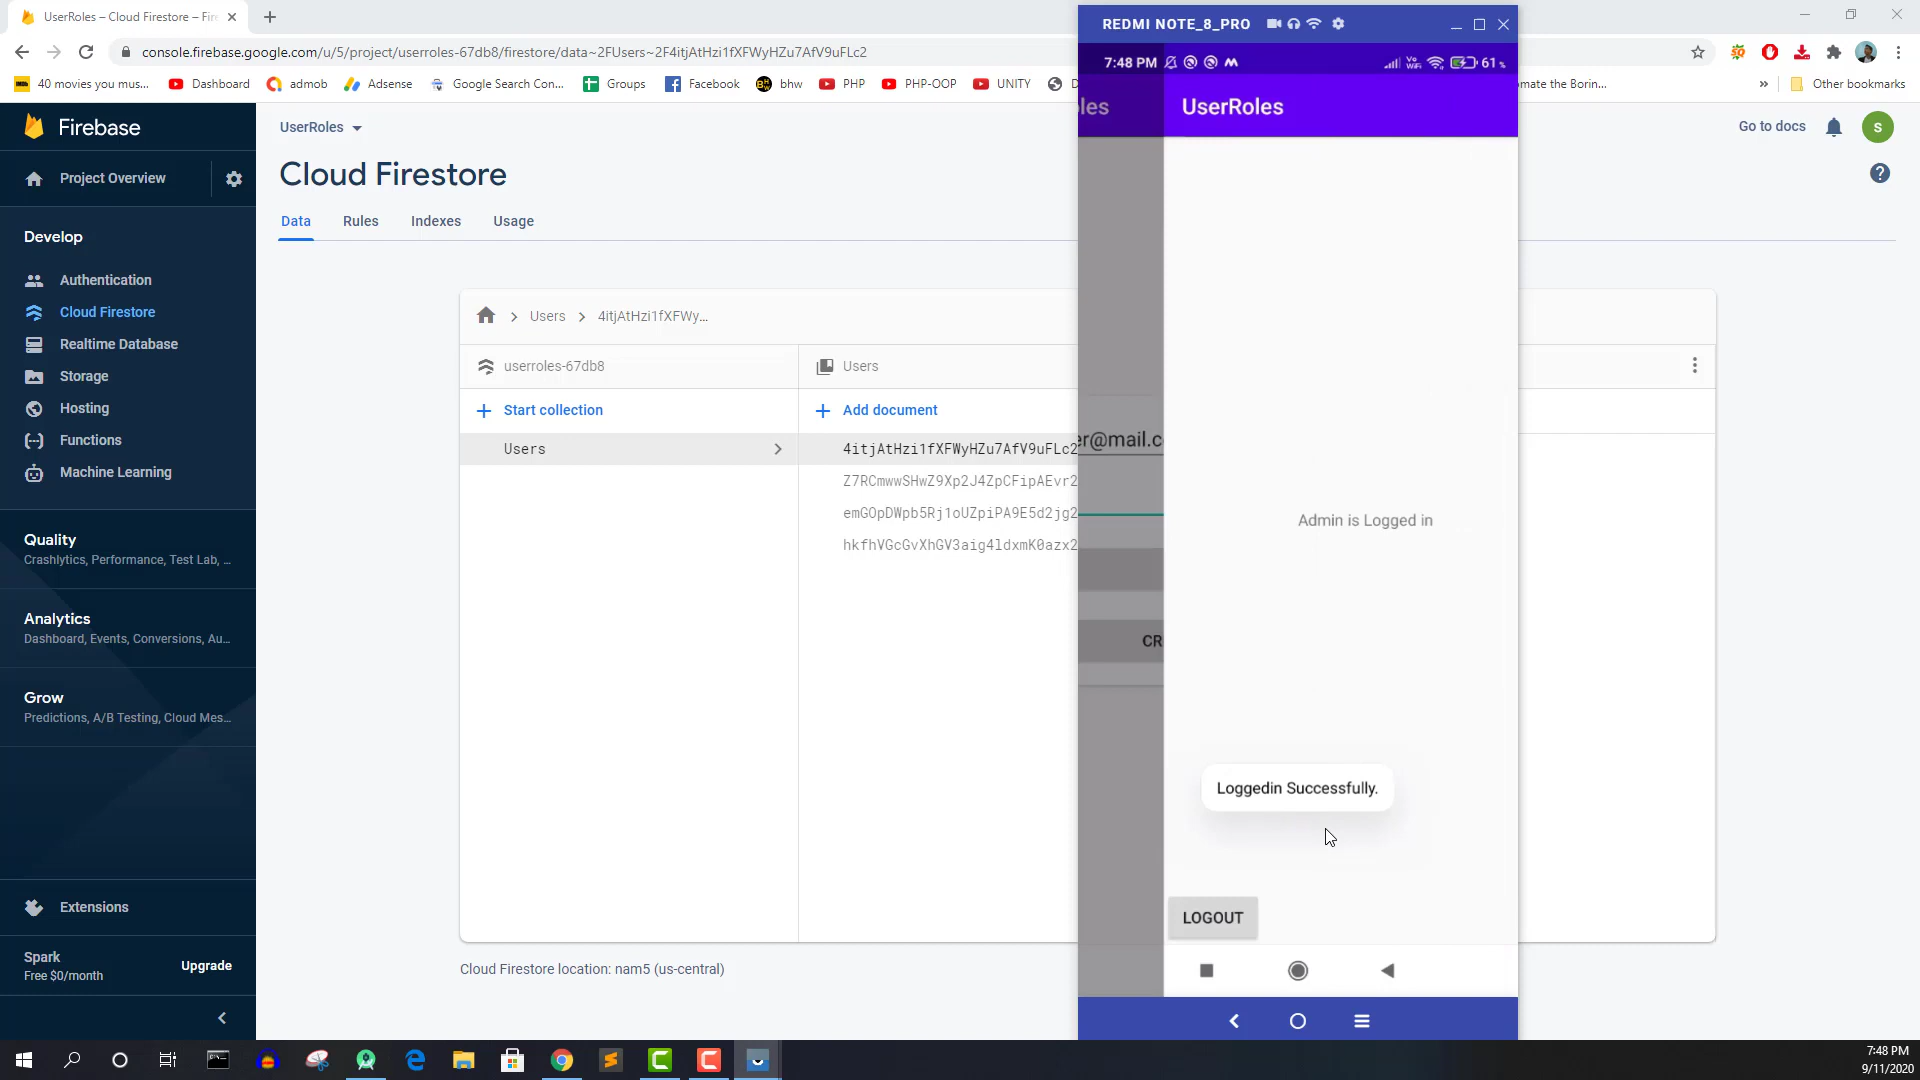 UserRoles – Cloud Firestore – Fire
console.firebase.google.com/u/5/project/userroles-67db8/firestore/data~2FUsers~2F4itjAtHzi1fXFWyHZu7AfV9uFLc2
40 movies you mus...
Dashboard
admob
Adsense
Google Search Con...
Groups
Facebook
bhw
PHP
PHP-OOP
UNITY
D
omate the Borin...
»
Other bookmarks
Firebase
Project Overview
Develop
Authentication
Cloud Firestore
Realtime Database
Storage
Hosting
Functions
Machine Learning
Quality
Crashlytics, Performance, Test Lab, ...
Analytics
Dashboard, Events, Conversions, Au...
Grow
Predictions, A/B Testing, Cloud Mes...
Extensions
Spark
Free $0/month
Upgrade
UserRoles
Go to docs
S
Cloud Firestore
Data
Rules
Indexes
Usage
Users
4itjAtHzi1fXFWy...
userroles-67db8
Users
Start collection
Add document
Users
4itjAtHzi1fXFWyHZu7AfV9uFLc2
Z7RCmwwSHwZ9Xp2J4ZpCFipAEvr2
emGOpDWpb5Rj1oUZpiPA9E5d2jg2
hkfhVGcGvXhGV3aig4ldxmK0azx2
Cloud Firestore location: nam5 (us-central)
REDMI NOTE_8_PRO
7:48 PM
61
oles
UserRoles
er@mail.c
CR
Admin is Logged in
Loggedin Successfully.
LOGOUT
7:48 PM
9/11/2020